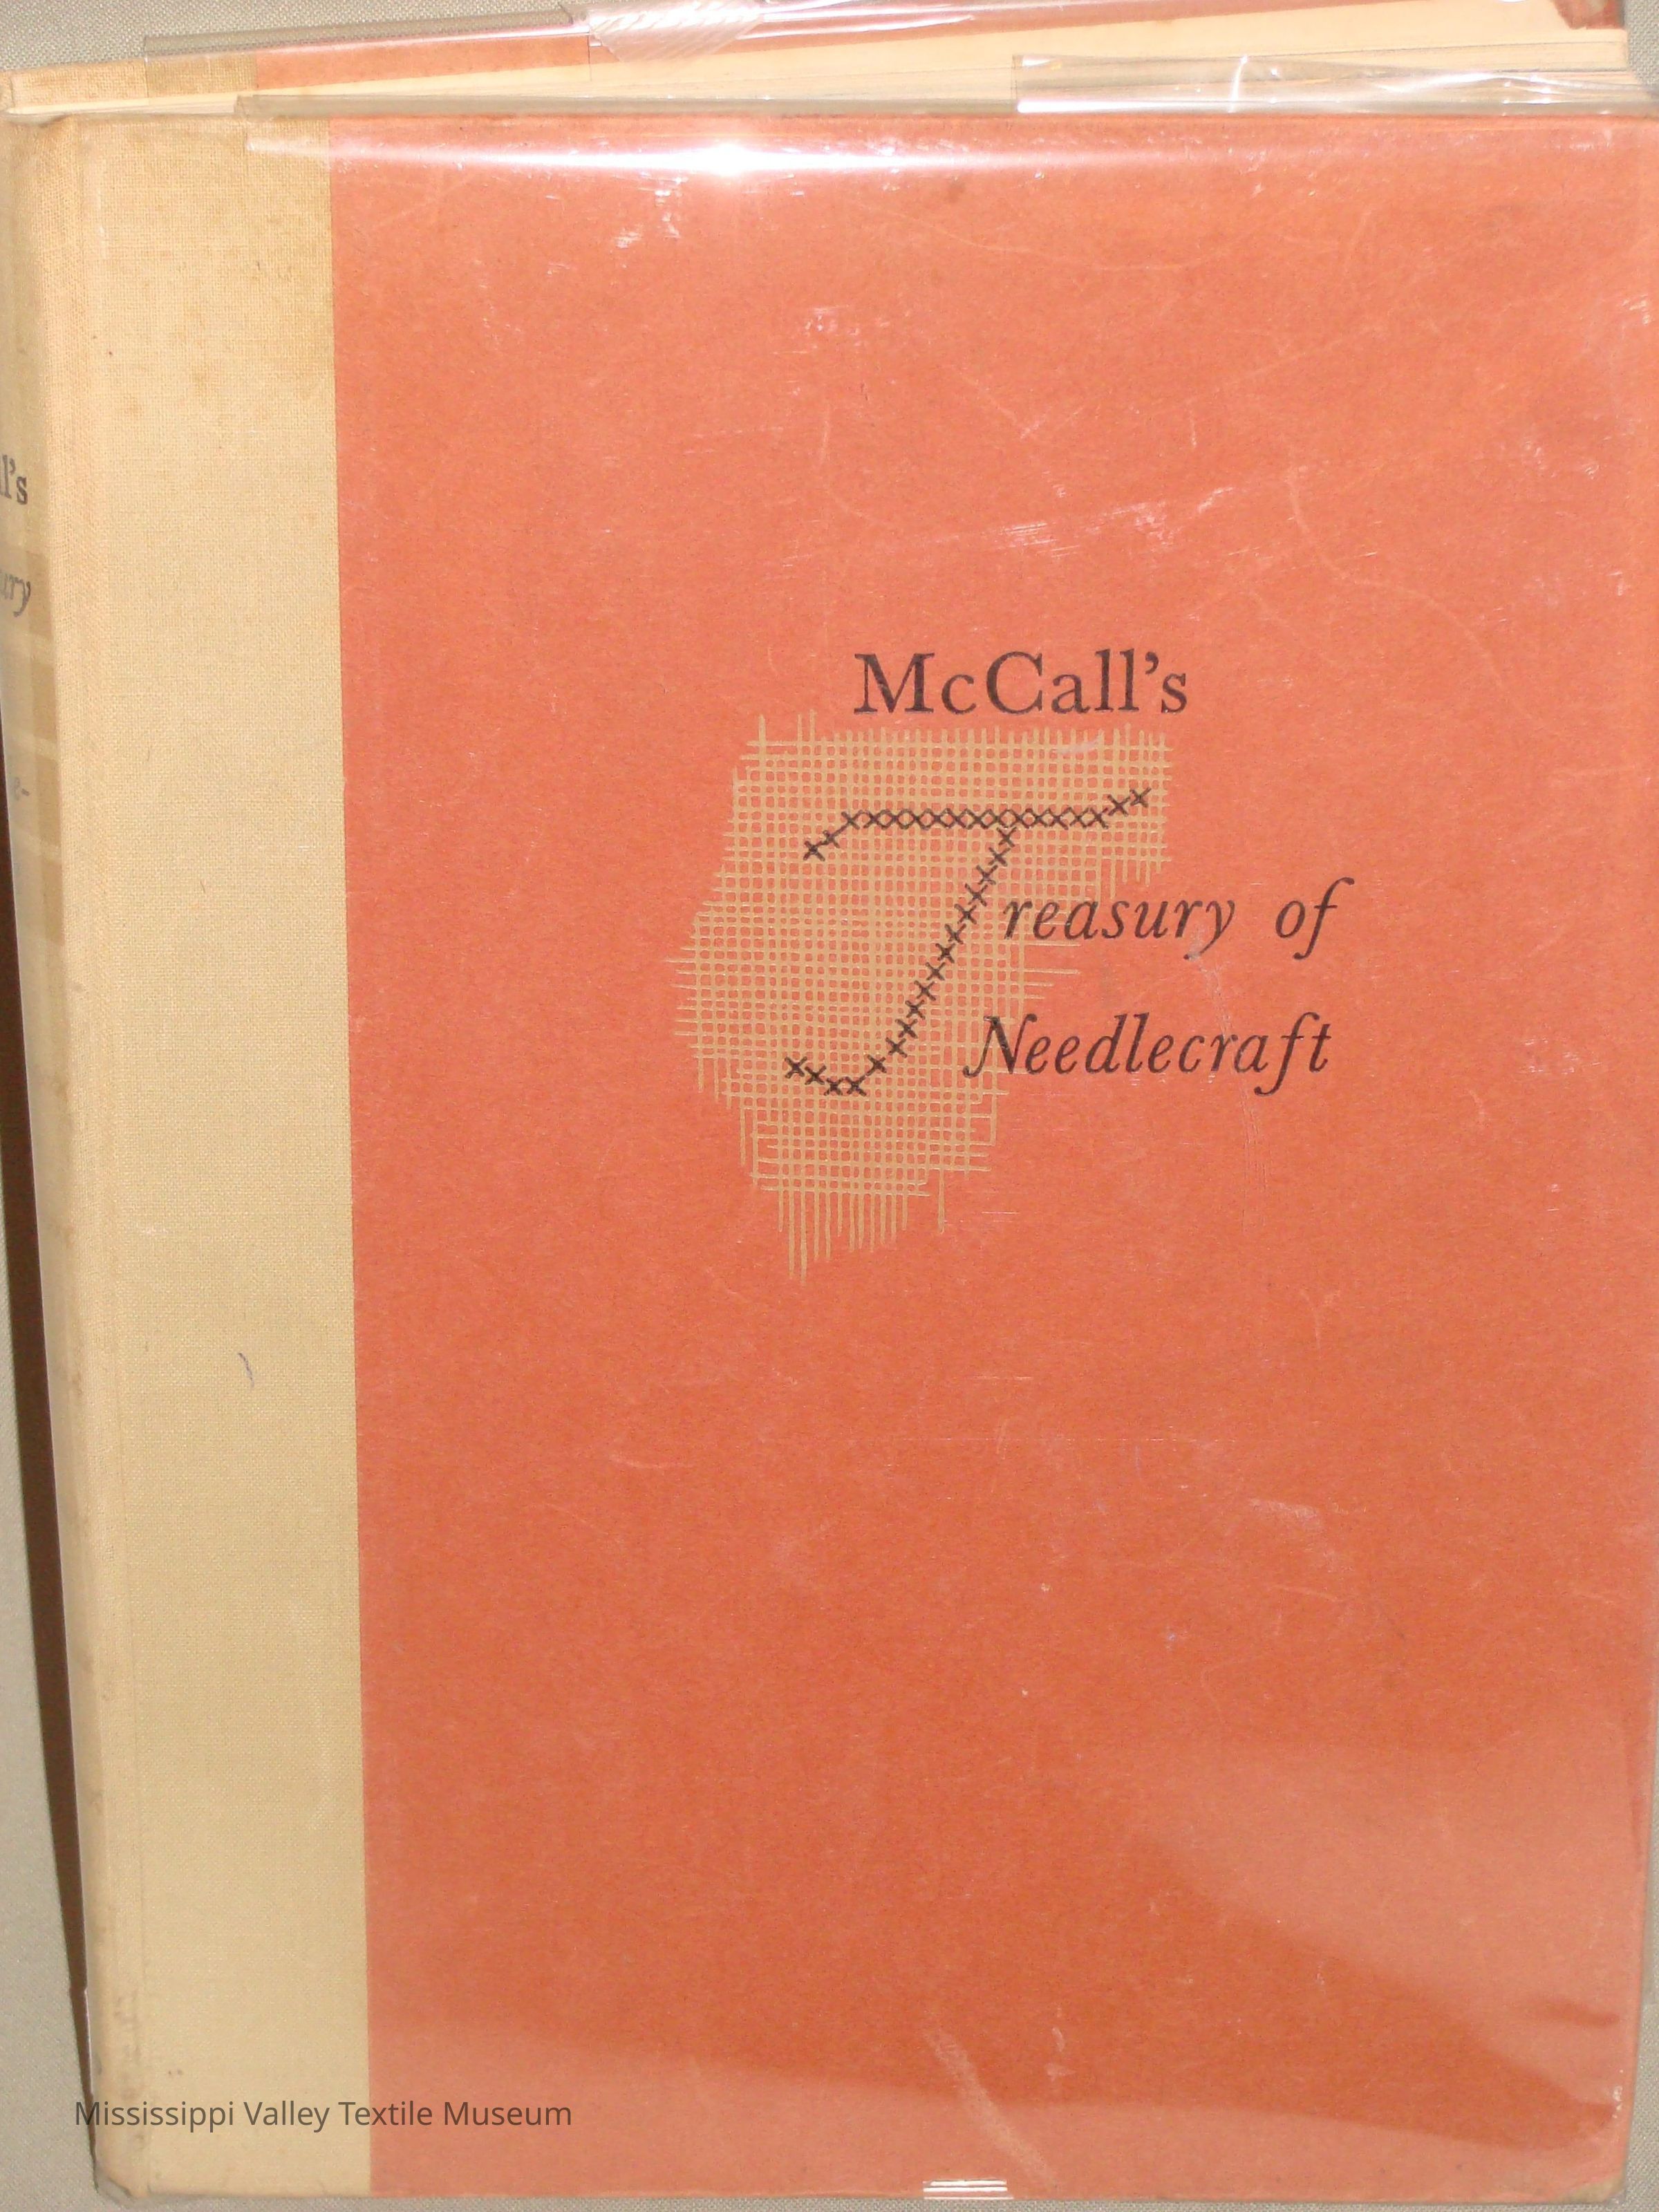 McCall's
Treasury of
Needlecraft
Mississippi Valley Textile Museum